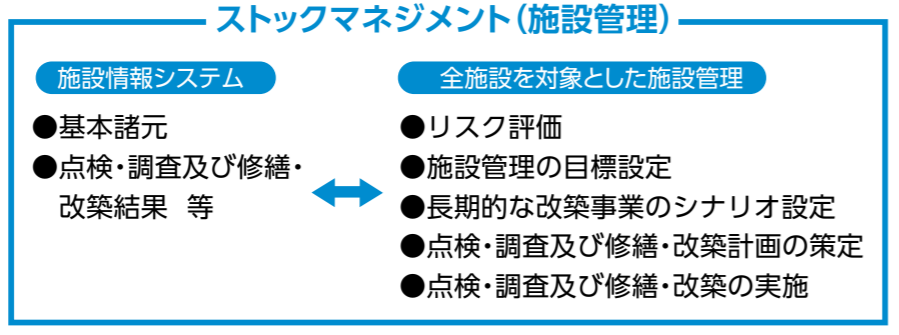 ストックマネジメント(施設管理)
施設情報システム
●基本諸元
●点検・調査及び修繕・
改築結果 等
全施設を対象とした施設管理
●リスク評価
●施設管理の目標設定
●長期的な改築事業のシナリオ設定
●点検・調査及び修繕・改築計画の策定
●点検・調査及び修繕・改築の実施